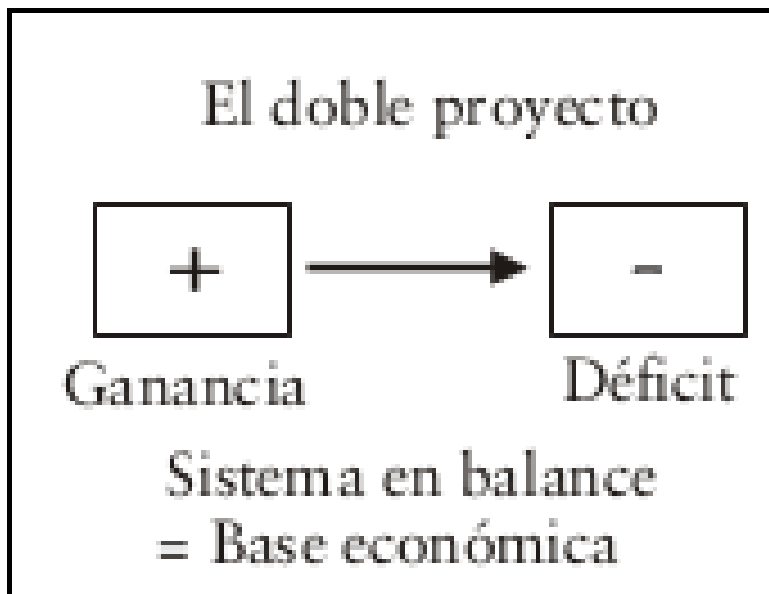 El doble proyecto
+ -
Ganancia Déficit
Sistema en balance
= Base económica